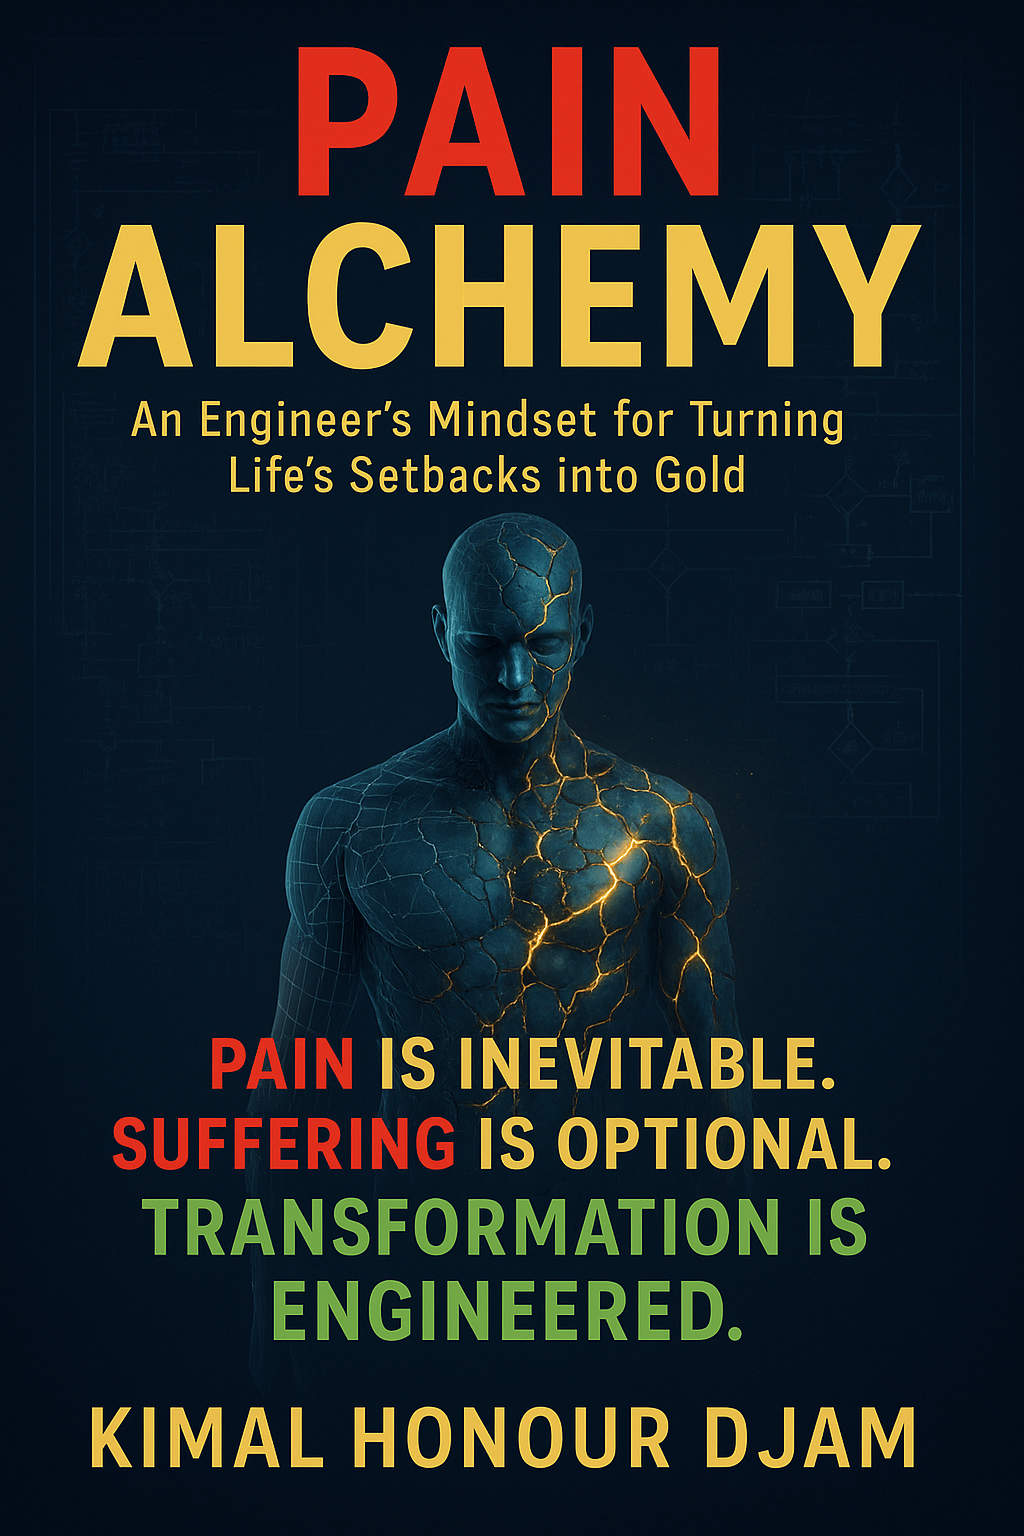 PAIN
ALCHEMY
An Engineer’s Mindset for Turning
Life’s Setbacks into Gold
PAIN IS INEVITABLE.
SUFFERING IS OPTIONAL.
TRANSFORMATION IS
ENGINEERED.
KIMAL HONOUR DJAM